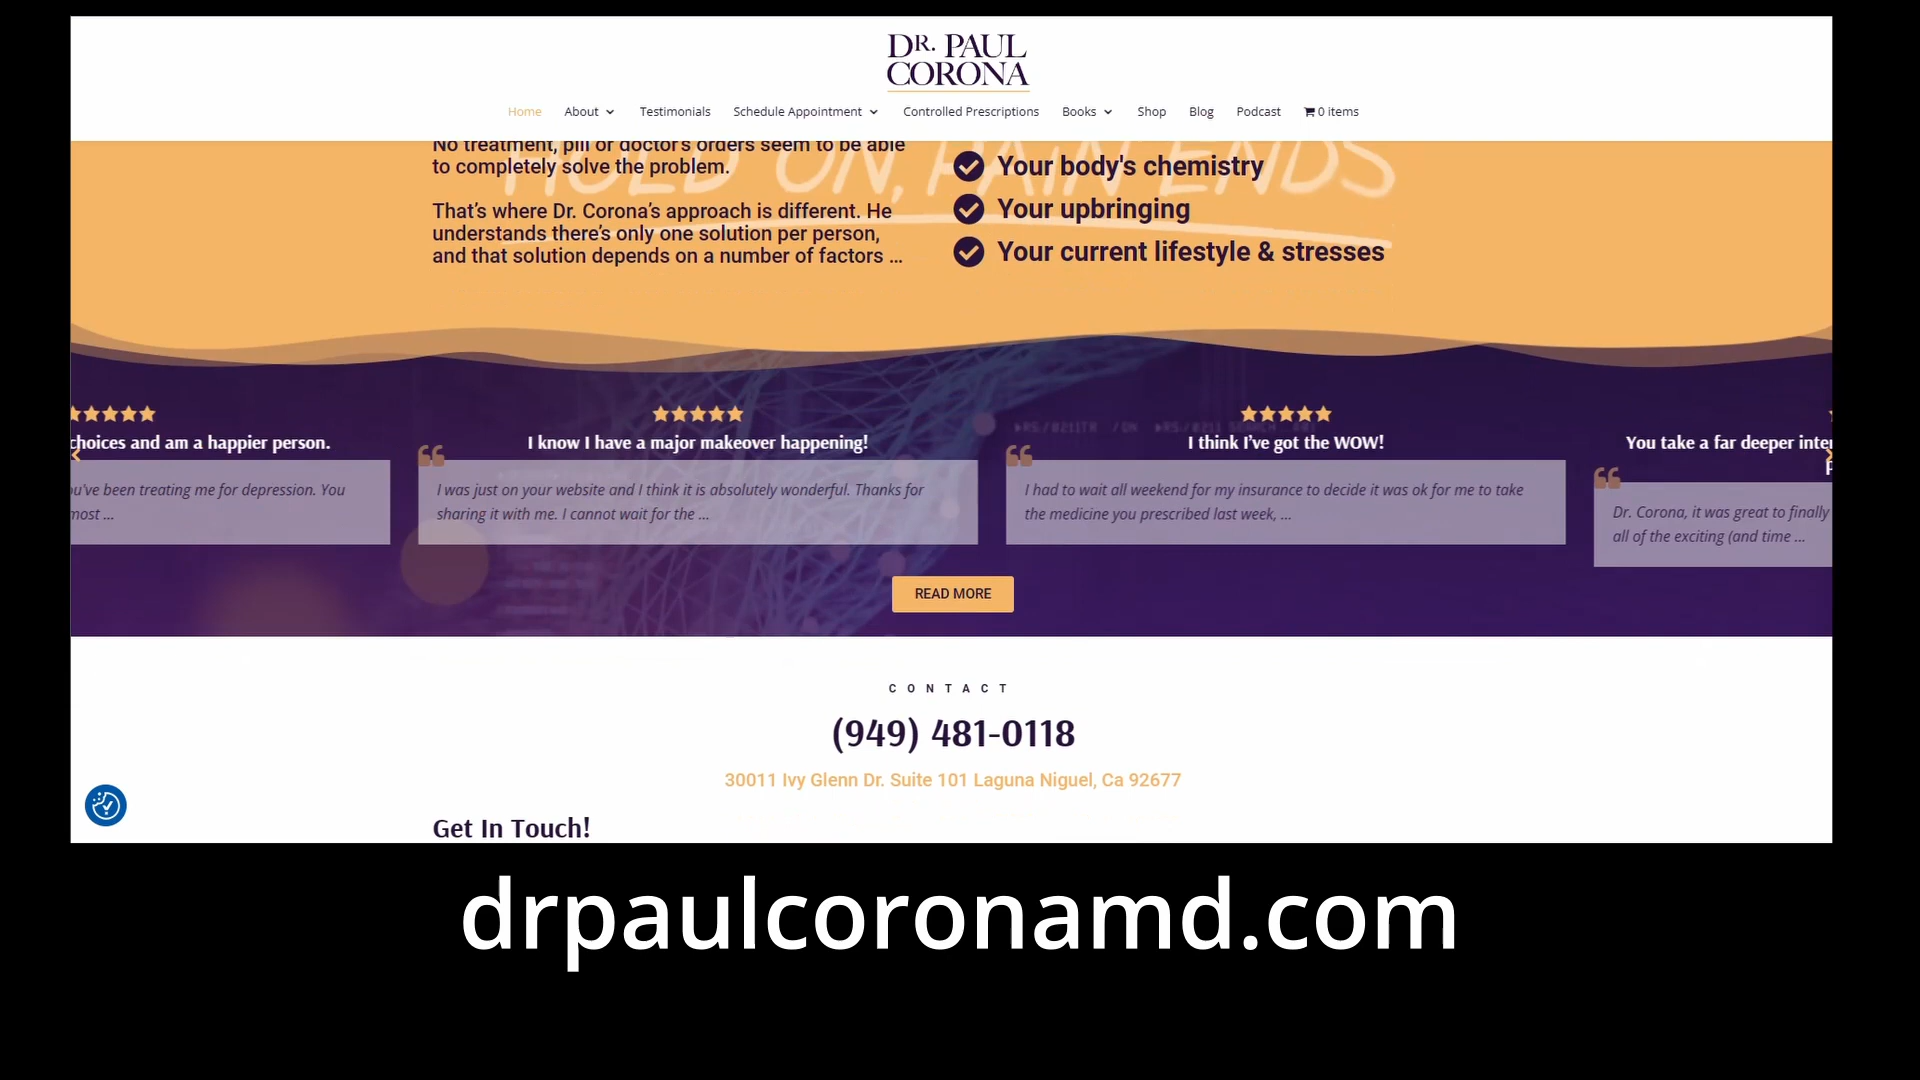 DR. PAUL
CORONA
Home About Testimonials Schedule Appointment Controlled Prescriptions Books Shop Blog Podcast 0 items
HOLD ON, PAIN ENDS
No treatment, pill or doctor's orders seem to be able
to completely solve the problem.
That’s where Dr. Corona’s approach is different. He
understands there’s only one solution per person,
and that solution depends on a number of factors ...
Your body's chemistry
Your upbringing
Your current lifestyle & stresses
choices and am a happier person.
ou've been treating me for depression. You
most ...
I know I have a major makeover happening!
I was just on your website and I think it is absolutely wonderful. Thanks for
sharing it with me. I cannot wait for the ...
I think I’ve got the WOW!
I had to wait all weekend for my insurance to decide it was ok for me to take
the medicine you prescribed last week, ...
You take a far deeper
Dr. Corona, it was great to finally
all of the exciting (and time ...
READ MORE
CONTACT
(949) 481-0118
30011 Ivy Glenn Dr. Suite 101 Laguna Niguel, Ca 92677
Get In Touch!
drpaulcoronamd.com